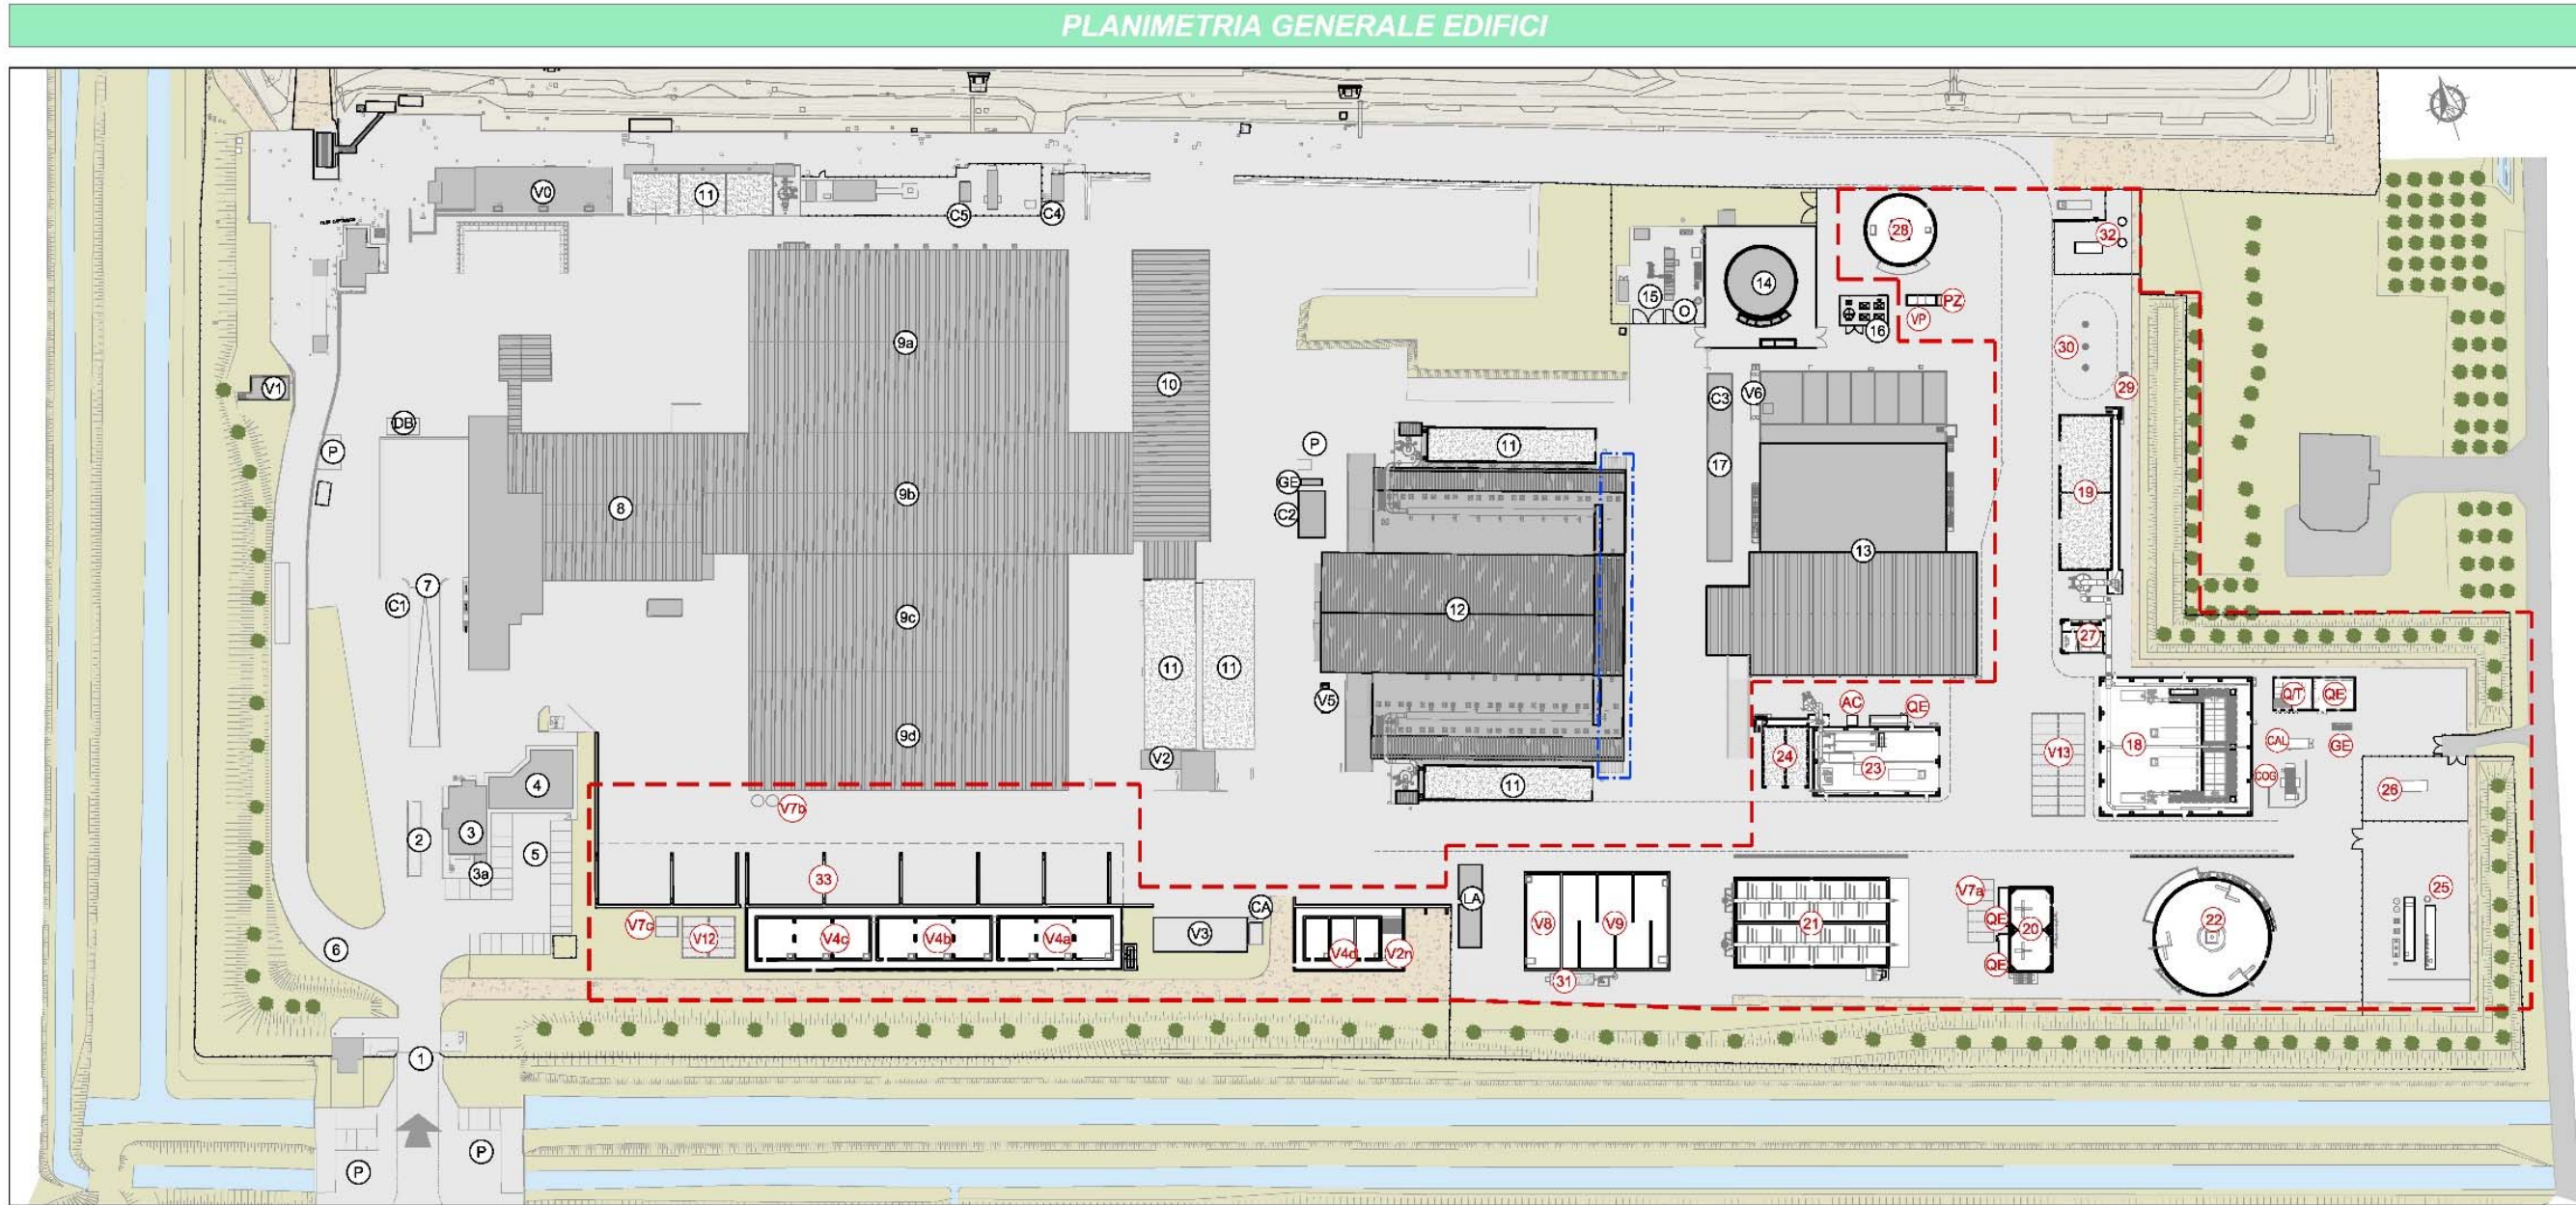 PLANIMETRIA GENERALE EDIFICI
V0
11
C5
C4
28
32
14
15
O
16
VP
PZ
30
29
9a
10
V1
DB
P
C3
V6
11
P
GE
C2
17
19
8
9b
13
7
C1
9c
12
27
11
11
V5
AC
QE
Q/T
QE
9d
V2
24
23
V13
18
CAL
GE
COG
26
4
V7b
11
2
3
3a
5
33
LA
V7a
25
V7c
V12
V4c
V4b
V4a
V3
CA
V4d
V2n
V8
V9
21
QE
20
QE
22
6
31
1
P
P